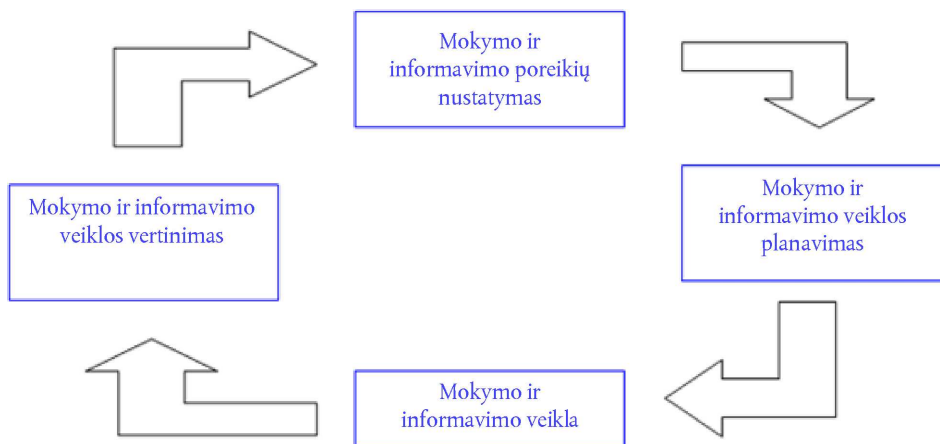 Mokymo ir
informavimo poreikių
nustatymas
Mokymo ir informavimo
veiklos vertinimas
Mokymo ir
informavimo veiklos
planavimas
Mokymo ir
informavimo veikla